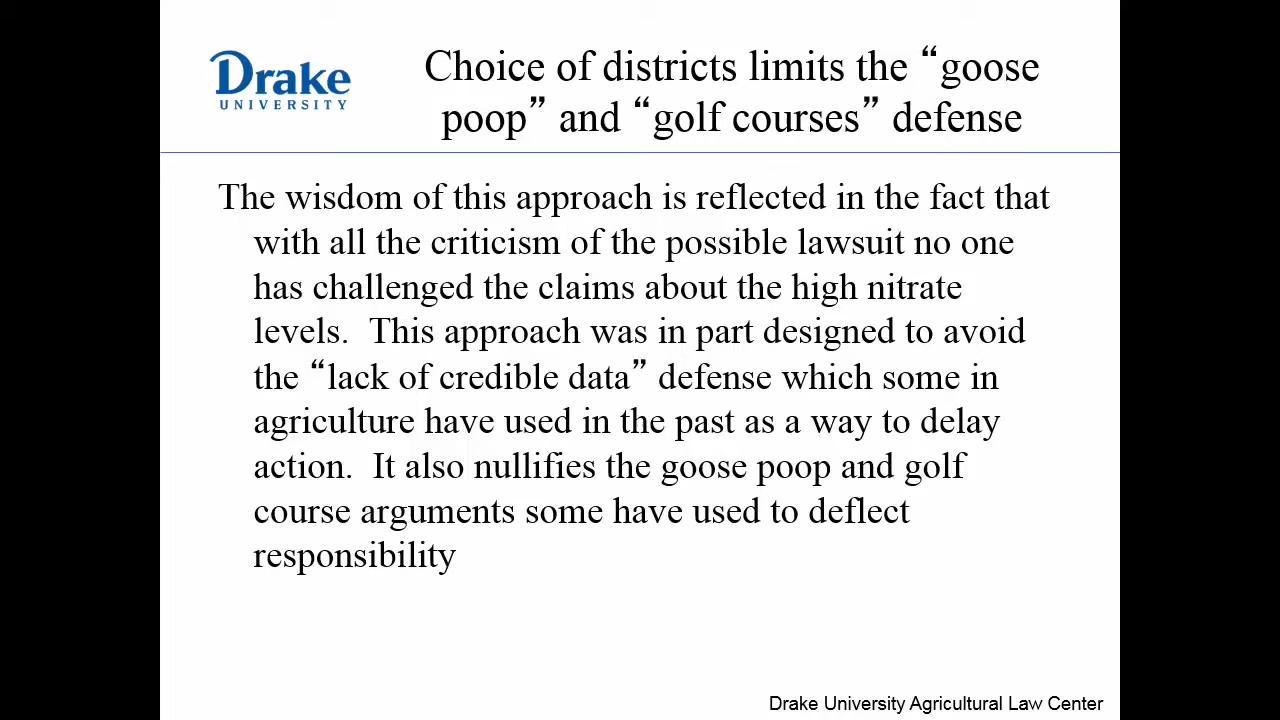 Drake
UNIVERSITY
Choice of districts limits the “goose
poop” and “golf courses” defense
The wisdom of this approach is reflected in the fact that
with all the criticism of the possible lawsuit no one
has challenged the claims about the high nitrate
levels.  This approach was in part designed to avoid
the “lack of credible data” defense which some in
agriculture have used in the past as a way to delay
action.  It also nullifies the goose poop and golf
course arguments some have used to deflect
responsibility
Drake University Agricultural Law Center